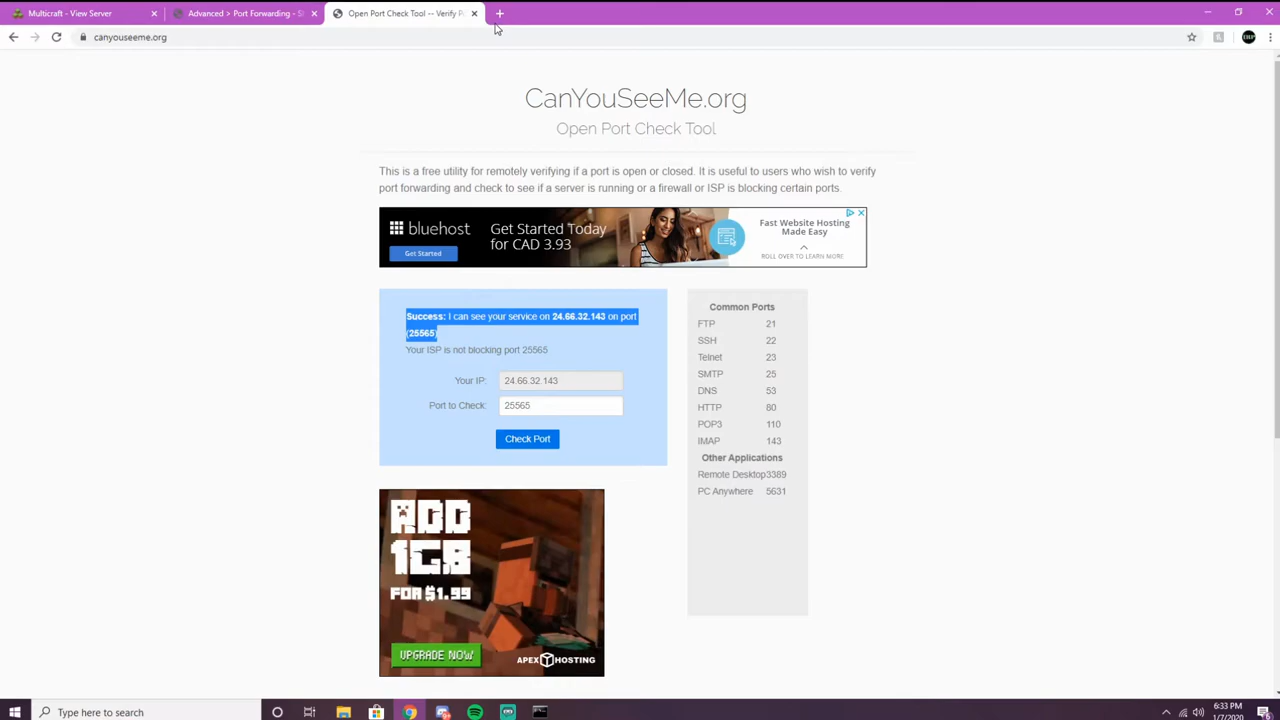 Multicraft - View Server
Advanced > Port Forwarding - S
Open Port Check Tool -- Verify P
canyouseeme.org
CanYouSeeMe.org
Open Port Check Tool
This is a free utility for remotely verifying if a port is open or closed. It is useful to users who wish to verify
port forwarding and check to see if a server is running or a firewall or ISP is blocking certain ports.
bluehost
Get Started
Get Started Today
for CAD 3.93
Fast Website Hosting
Made Easy
ROLL OVER TO LEARN MORE
Success: I can see your service on 24.66.32.143 on port
(25565)
Your ISP is not blocking port 25565
Your IP: 24.66.32.143
Port to Check: 25565
Check Port
Common Ports
FTP 21
SSH 22
Telnet 23
SMTP 25
DNS 53
HTTP 80
POP3 110
IMAP 143
Other Applications
Remote Desktop3389
PC Anywhere 5631
ADD
1GB
FOR $1.99
UPGRADE NOW
APEX HOSTING
Type here to search
6:33 PM
1/7/2020